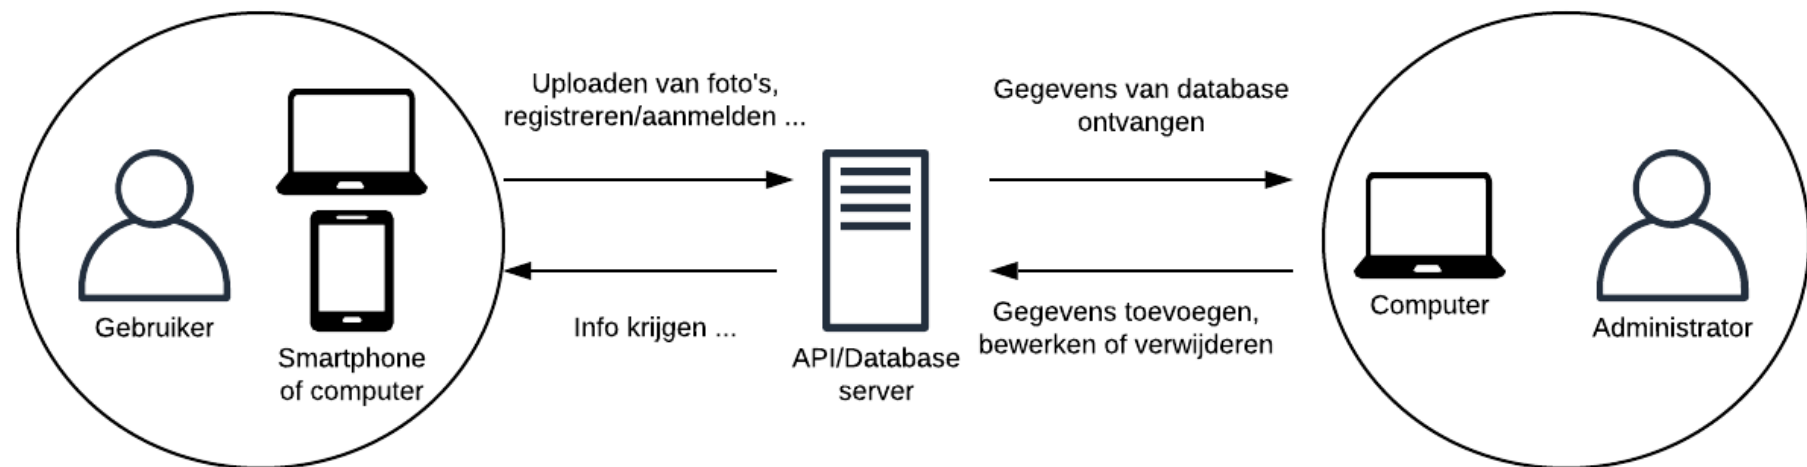 Uploaden van foto's,
registreren/aanmelden ...
Gegevens van database
ontvangen
Gebruiker
Smartphone
of computer
Info krijgen ...
API/Database
server
Gegevens toevoegen,
bewerken of verwijderen
Computer
Administrator